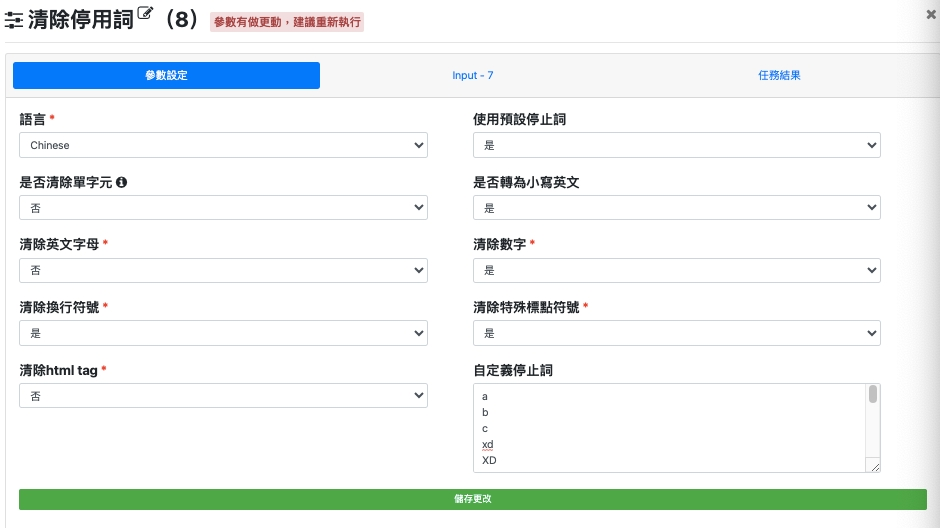 清除停用詞 （8） 參數有做更動，建議重新執行
×
參數設定 Input - 7 任務結果
語言 * 使用預設停止詞
Chinese 是
是否清除單字元 是否轉為小寫英文
否 是
清除英文字母 * 清除數字 *
否 是
清除換行符號 * 清除特殊標點符號 *
是 是
清除html tag * 自定義停止詞
否 a
b
c
xd
XD
儲存更改